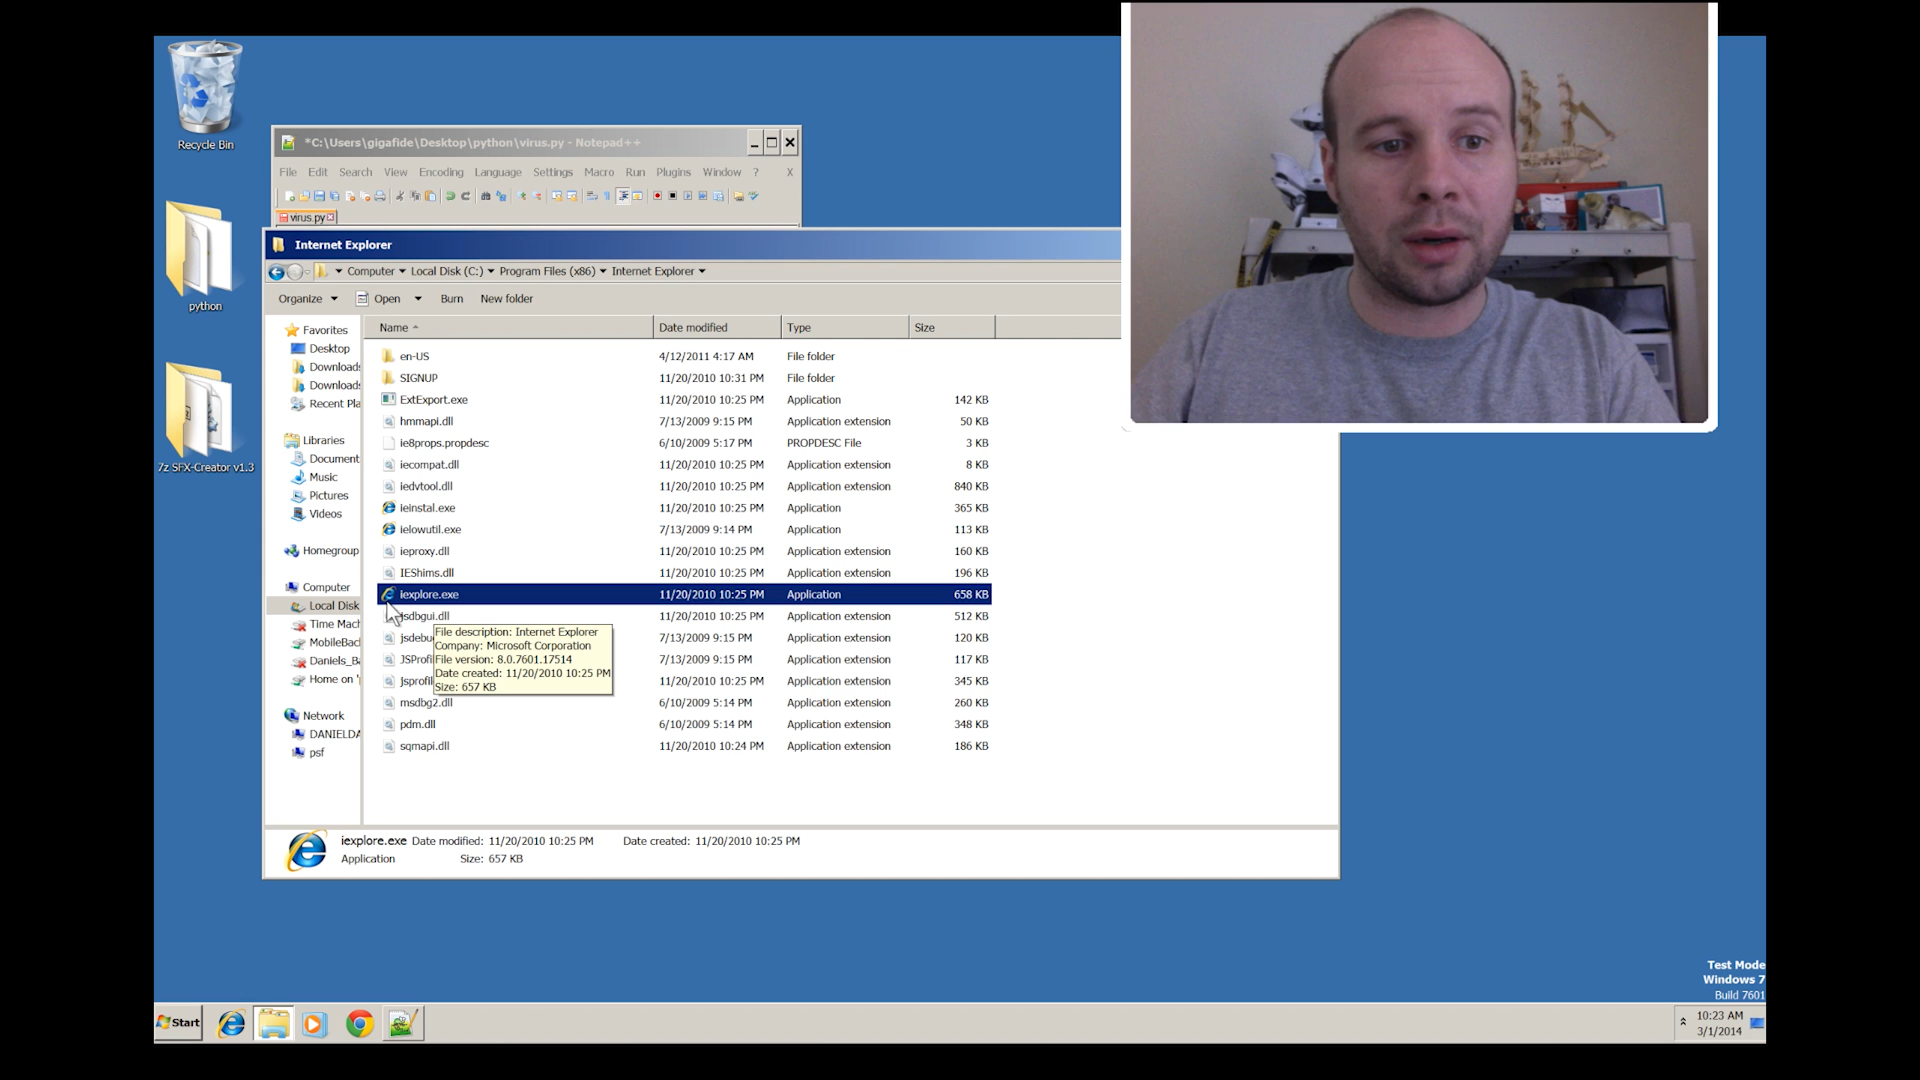 Recycle Bin
python
7z SFX-Creator v1.3
*C:\Users\gigafide\Desktop\python\virus.py - Notepad++
File Edit Search View Encoding Language Settings Macro Run Plugins Window ? X
virus.py
Internet Explorer
Computer Local Disk (C:) Program Files (x86) Internet Explorer
Organize Open Burn New folder
Favorites
Desktop
Downloads
Downloads
Recent Pla
Libraries
Document
Music
Pictures
Videos
Homegroup
Computer
Local Disk
Time Mach
MobileBac
Daniels_Ba
Home on '
Network
DANIELDA
psf
Name Date modified Type Size
en-US 4/12/2011 4:17 AM File folder
SIGNUP 11/20/2010 10:31 PM File folder
ExtExport.exe 11/20/2010 10:25 PM Application 142 KB
hmmapi.dll 7/13/2009 9:15 PM Application extension 50 KB
ie8props.propdesc 6/10/2009 5:17 PM PROPDESC File 3 KB
iecompat.dll 11/20/2010 10:25 PM Application extension 8 KB
iedvtool.dll 11/20/2010 10:25 PM Application extension 840 KB
ieinstal.exe 11/20/2010 10:25 PM Application 365 KB
ielowutil.exe 7/13/2009 9:14 PM Application 113 KB
ieproxy.dll 11/20/2010 10:25 PM Application extension 160 KB
IEShims.dll 11/20/2010 10:25 PM Application extension 196 KB
iexplore.exe 11/20/2010 10:25 PM Application 658 KB
jsdbgui.dll 11/20/2010 10:25 PM Application extension 512 KB
jsdebu 7/13/2009 9:15 PM Application extension 120 KB
JSProfil 7/13/2009 9:15 PM Application extension 117 KB
jsprofil 11/20/2010 10:25 PM Application extension 345 KB
msdbg2.dll 6/10/2009 5:14 PM Application extension 260 KB
pdm.dll 6/10/2009 5:14 PM Application extension 348 KB
sqmapi.dll 11/20/2010 10:24 PM Application extension 186 KB
File description: Internet Explorer
Company: Microsoft Corporation
File version: 8.0.7601.17514
Date created: 11/20/2010 10:25 PM
Size: 657 KB
iexplore.exe Date modified: 11/20/2010 10:25 PM Date created: 11/20/2010 10:25 PM
Application Size: 657 KB
Test Mode
Windows 7
Build 7601
Start
10:23 AM
3/1/2014